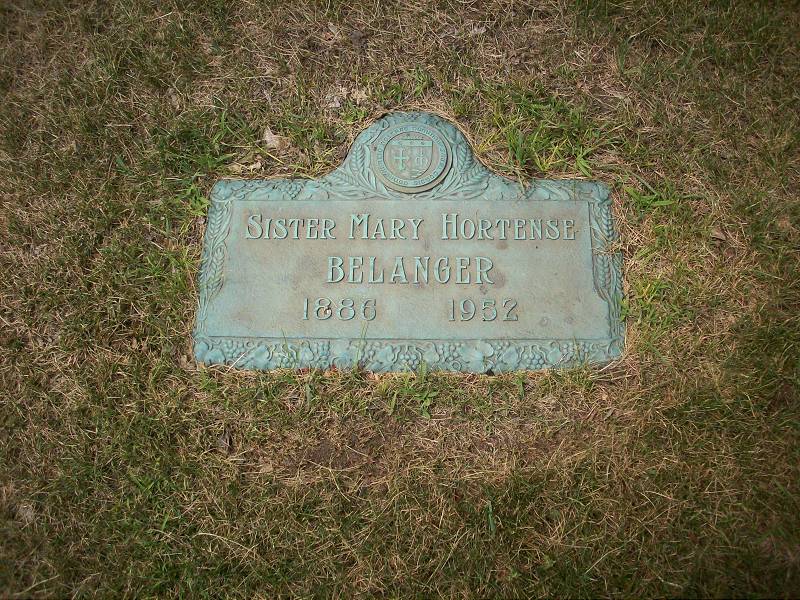 SISTER MARY HORTENSE
BELANGER
1886 1952